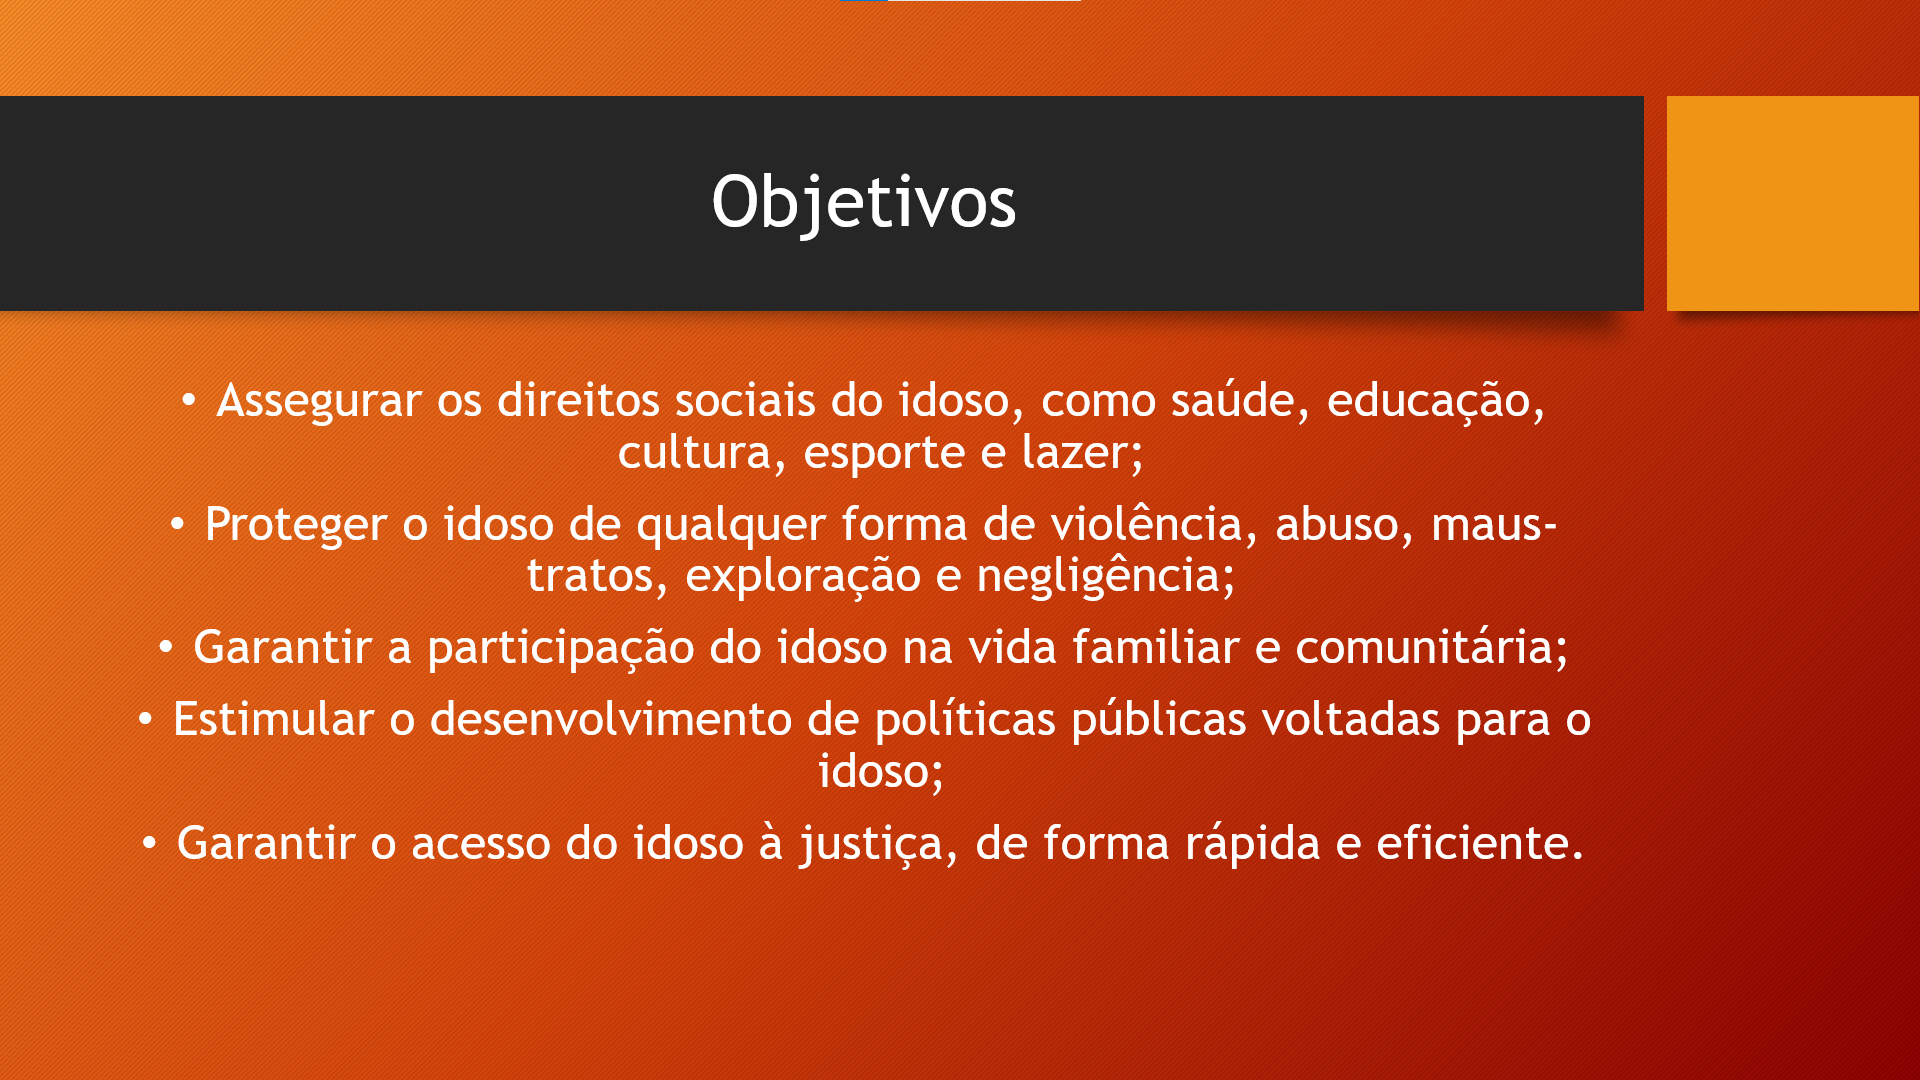 Objetivos
• Assegurar os direitos sociais do idoso, como saúde, educação,
cultura, esporte e lazer;
• Proteger o idoso de qualquer forma de violência, abuso, maus-
tratos, exploração e negligência;
• Garantir a participação do idoso na vida familiar e comunitária;
• Estimular o desenvolvimento de políticas públicas voltadas para o
idoso;
• Garantir o acesso do idoso à justiça, de forma rápida e eficiente.